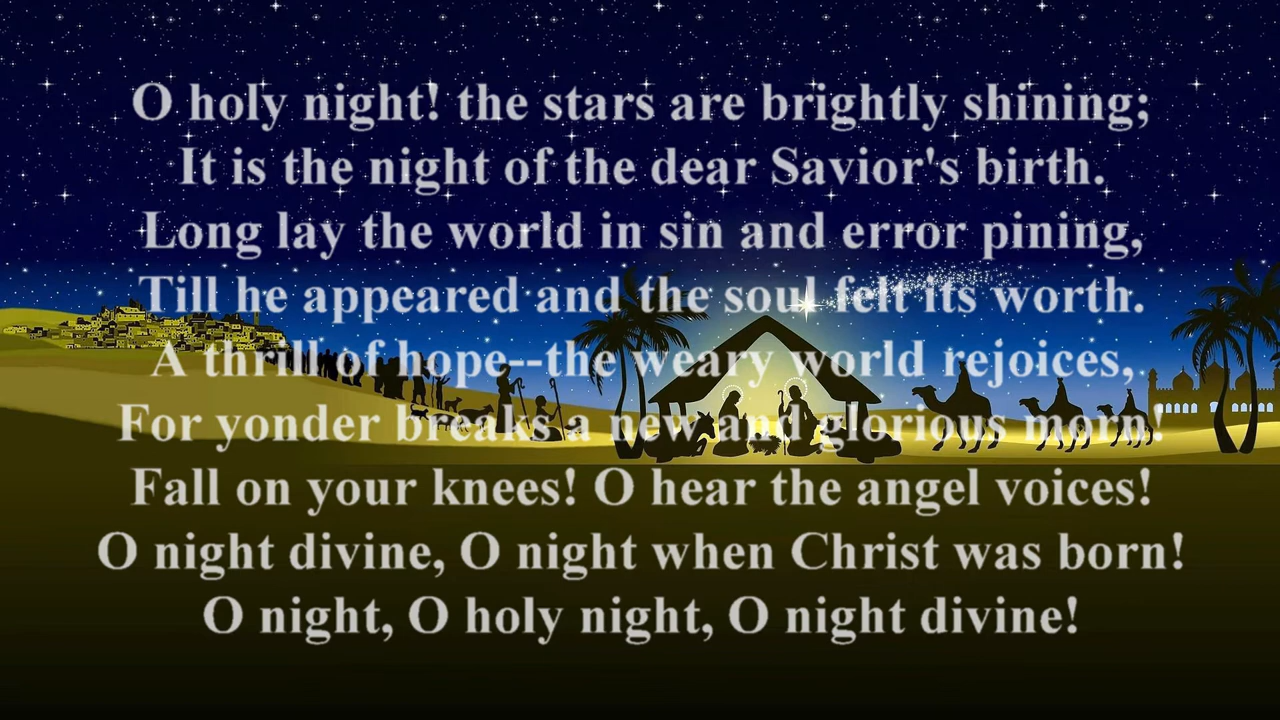 O holy night! the stars are brightly shining;
It is the night of the dear Savior's birth.
Long lay the world in sin and error pining,
Till he appeared and the soul felt its worth.
A thrill of hope--the weary world rejoices,
For yonder breaks a new and glorious morn!
Fall on your knees! O hear the angel voices!
O night divine, O night when Christ was born!
O night, O holy night, O night divine!